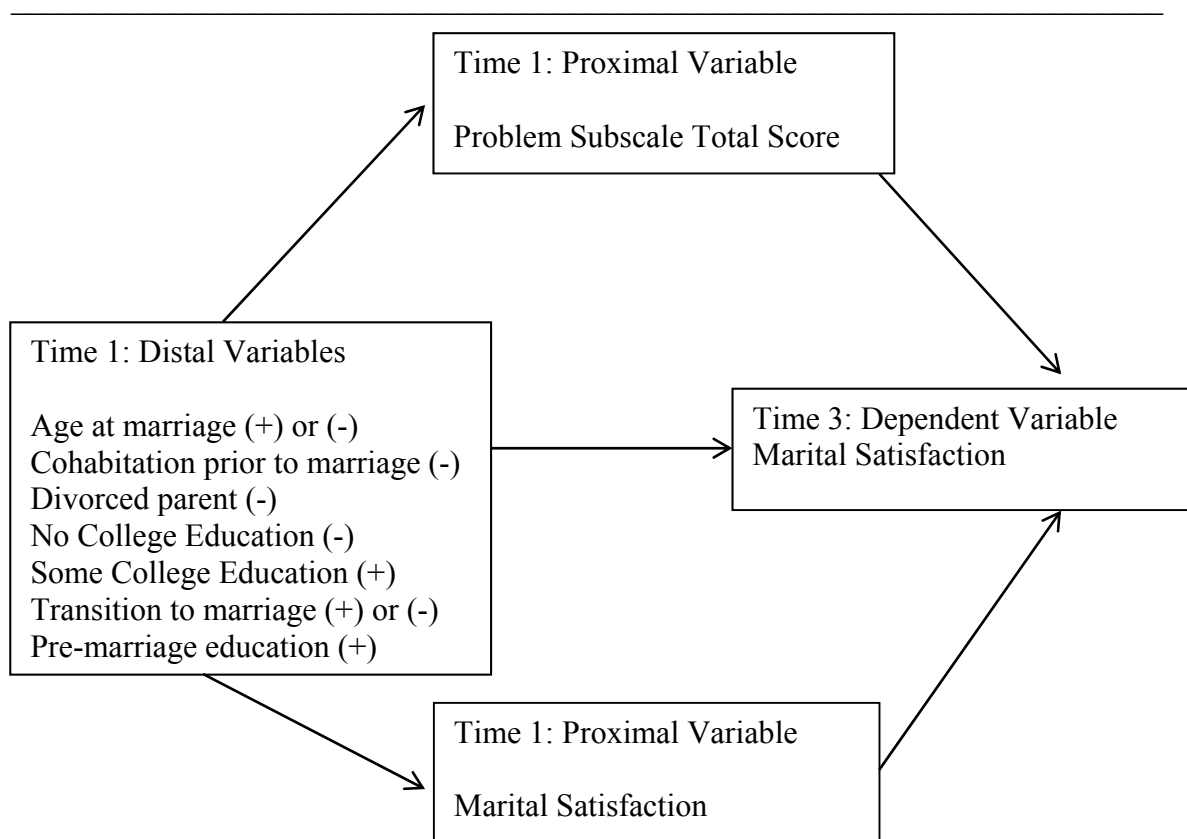 Time 1: Proximal Variable
Problem Subscale Total Score
Time 1: Distal Variables
Age at marriage (+) or (-)
Cohabitation prior to marriage (-)
Divorced parent (-)
No College Education (-)
Some College Education (+)
Transition to marriage (+) or (-)
Pre-marriage education (+)
Time 3: Dependent Variable
Marital Satisfaction
Time 1: Proximal Variable
Marital Satisfaction